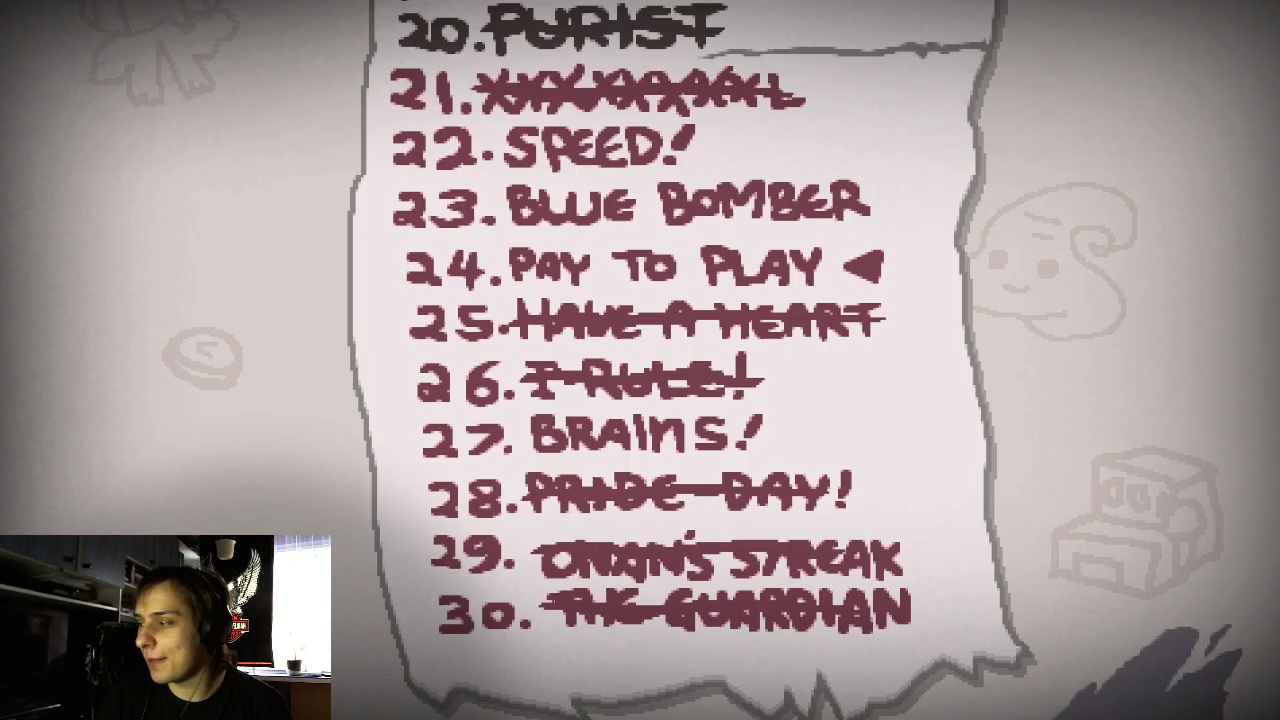 20. PURIST
21. XXXXXXXXL
22. SPEED!
23. BLUE BOMBER
24. PAY TO PLAY
25. HAVE A HEART
26. I RULE!
27. BRAINS!
28. PRIDE DAY!
29. ONAN'S STREAK
30. THE GUARDIAN